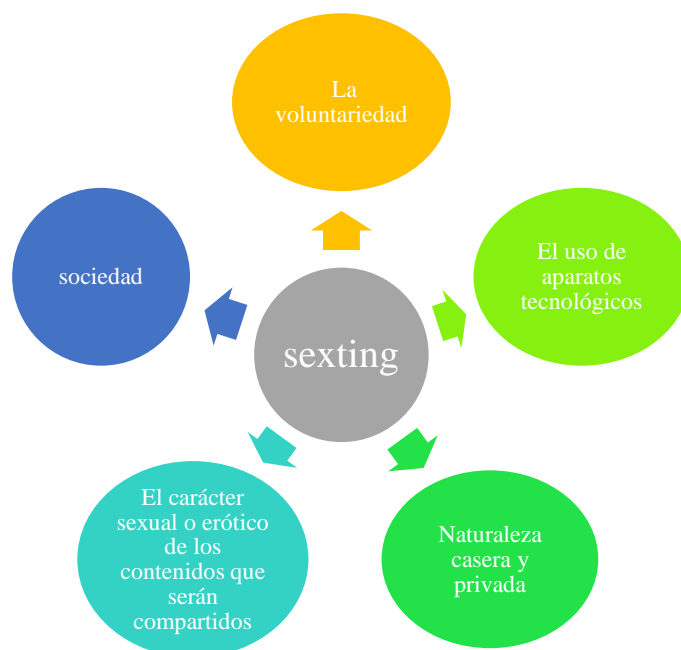 La
voluntariedad
El uso de
aparatos
tecnológicos
sociedad
sexting
El carácter
sexual o erótico
de los
contenidos que
serán
compartidos
Naturaleza
casera y
privada